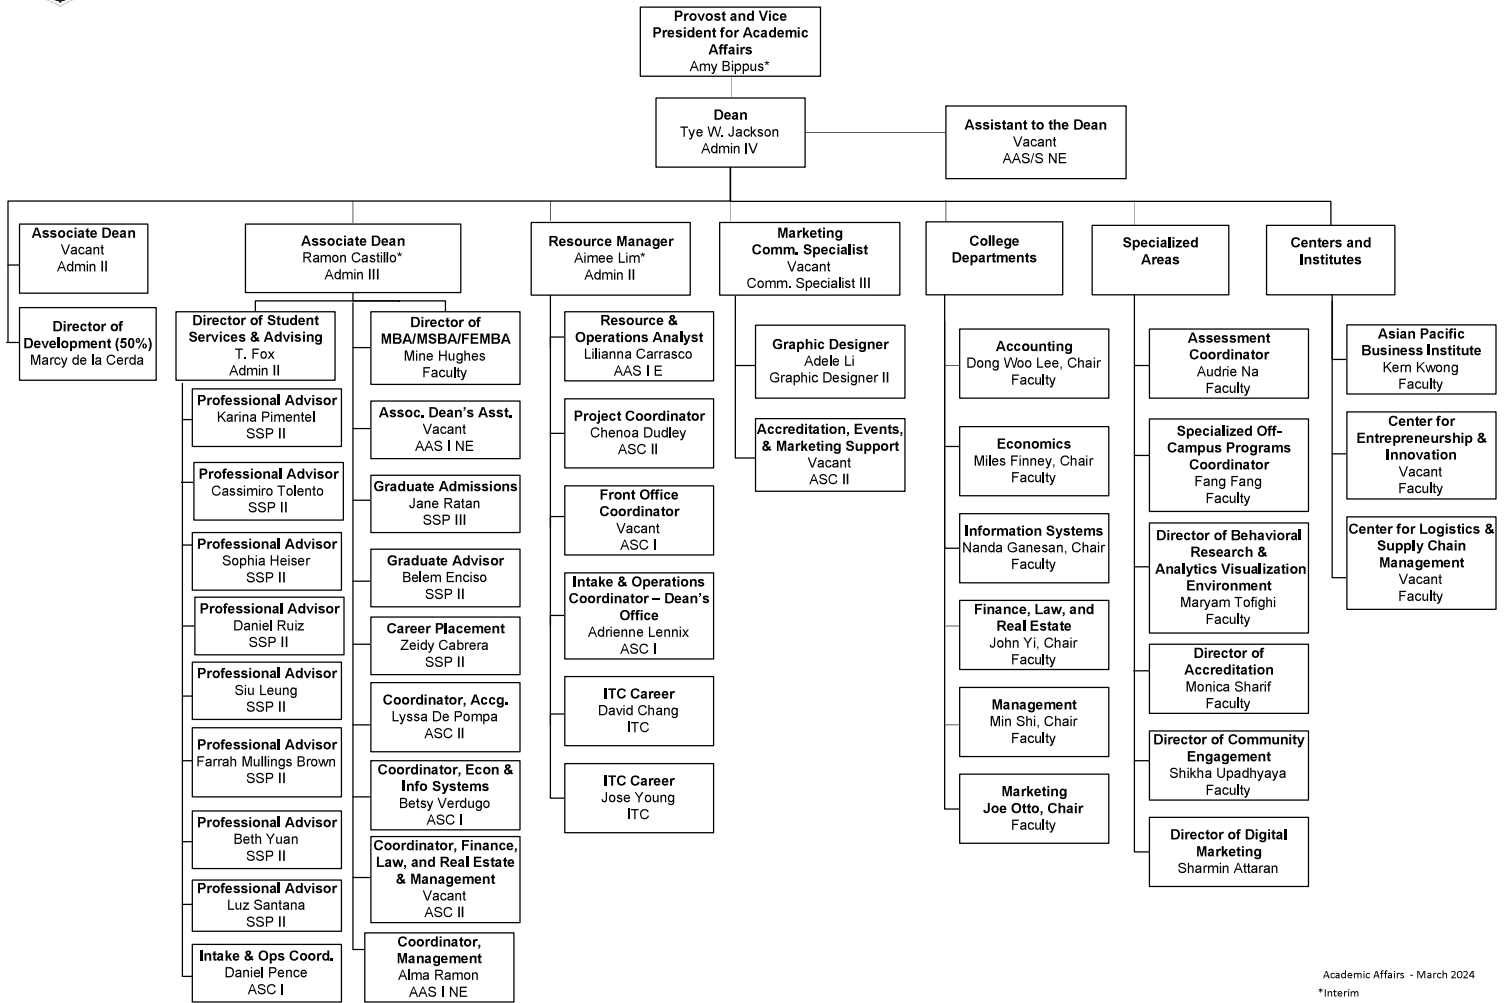 Provost and Vice
President for Academic
Affairs
Amy Bippus*
Dean
Tye W. Jackson
Admin IV
Assistant to the Dean
Vacant
AAS/S NE
Associate Dean
Vacant
Admin II
Director of
Development (50%)
Marcy de la Cerda
Associate Dean
Ramon Castillo*
Admin III
Director of Student
Services & Advising
T. Fox
Admin II
Professional Advisor
Karina Pimentel
SSP II
Professional Advisor
Cassimiro Tolento
SSP II
Professional Advisor
Sophia Heiser
SSP II
Professional Advisor
Daniel Ruiz
SSP II
Professional Advisor
Siu Leung
SSP II
Professional Advisor
Farrah Mullings Brown
SSP II
Professional Advisor
Beth Yuan
SSP II
Professional Advisor
Luz Santana
SSP II
Intake & Ops Coord.
Daniel Pence
ASC I
Director of
MBA/MSBA/FEMBA
Mine Hughes
Faculty
Assoc. Dean's Asst.
Vacant
AAS I NE
Graduate Admissions
Jane Ratan
SSP III
Graduate Advisor
Belem Enciso
SSP II
Career Placement
Zeidy Cabrera
SSP II
Coordinator, Accg.
Lyssa De Pompa
ASC II
Coordinator, Econ &
Info Systems
Betsy Verdugo
ASC I
Coordinator, Finance,
Law, and Real Estate
& Management
Vacant
ASC II
Coordinator,
Management
Alma Ramon
AAS I NE
Resource Manager
Aimee Lim*
Admin II
Resource &
Operations Analyst
Lilianna Carrasco
AAS I E
Project Coordinator
Chenoa Dudley
ASC II
Front Office
Coordinator
Vacant
ASC I
Intake & Operations
Coordinator – Dean's
Office
Adrienne Lennix
ASC I
ITC Career
David Chang
ITC
ITC Career
Jose Young
ITC
Marketing
Comm. Specialist
Vacant
Comm. Specialist III
Graphic Designer
Adele Li
Graphic Designer II
Accreditation, Events,
& Marketing Support
Vacant
ASC II
College
Departments
Accounting
Dong Woo Lee, Chair
Faculty
Economics
Miles Finney, Chair
Faculty
Information Systems
Nanda Ganesan, Chair
Faculty
Finance, Law, and
Real Estate
John Yi, Chair
Faculty
Management
Min Shi, Chair
Faculty
Marketing
Joe Otto, Chair
Faculty
Specialized
Areas
Assessment
Coordinator
Audrie Na
Faculty
Specialized Off-
Campus Programs
Coordinator
Fang Fang
Faculty
Director of Behavioral
Research &
Analytics Visualization
Environment
Maryam Tofighi
Faculty
Director of
Accreditation
Monica Sharif
Faculty
Director of Community
Engagement
Shikha Upadhyaya
Faculty
Director of Digital
Marketing
Sharmin Attaran
Centers and
Institutes
Asian Pacific
Business Institute
Kern Kwong
Faculty
Center for
Entrepreneurship &
Innovation
Vacant
Faculty
Center for Logistics &
Supply Chain
Management
Vacant
Faculty
Academic Affairs - March 2024
*Interim